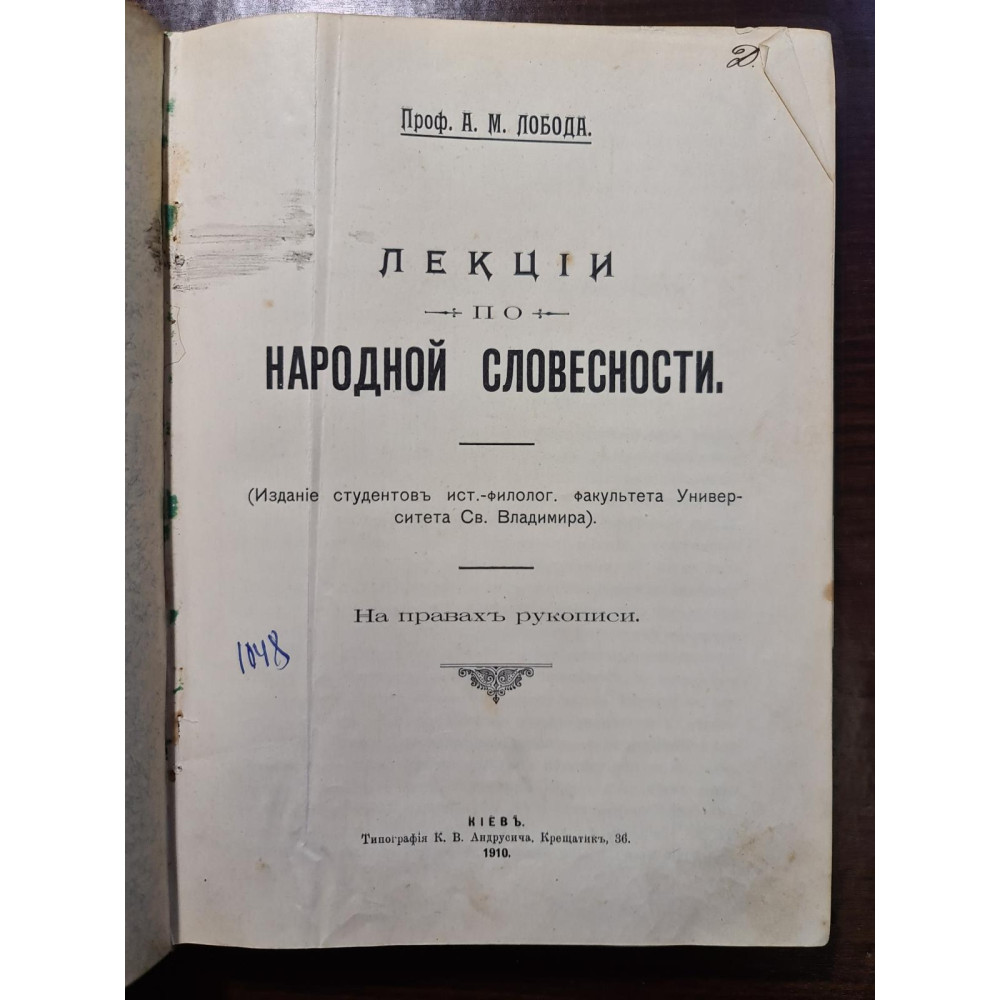 Д.
Проф. А. М. ЛОБОДА.
ЛЕКЦІИ
ПО
НАРОДНОЙ СЛОВЕСНОСТИ.
(Изданіе студентовъ ист.-филолог. факультета Универ-
ситета Св. Владимира).
На правахъ рукописи.
1048
КІЕВЪ.
Типографія К. В. Андрусича, Крещатикъ, 36.
1910.